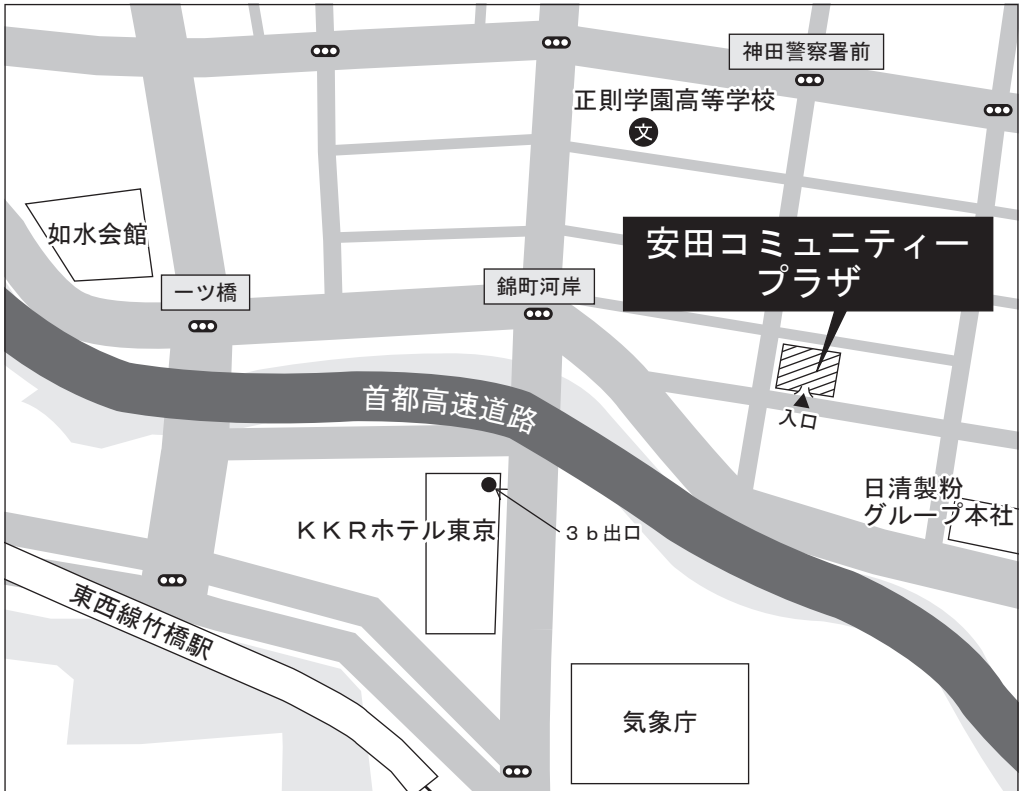 神田警察署前
正則学園高等学校
文
安田コミュニティー
プラザ
如水会館
一ツ橋
錦町河岸
首都高速道路
入口
日清製粉
グループ本社
KKRホテル東京
3b出口
東西線竹橋駅
気象庁